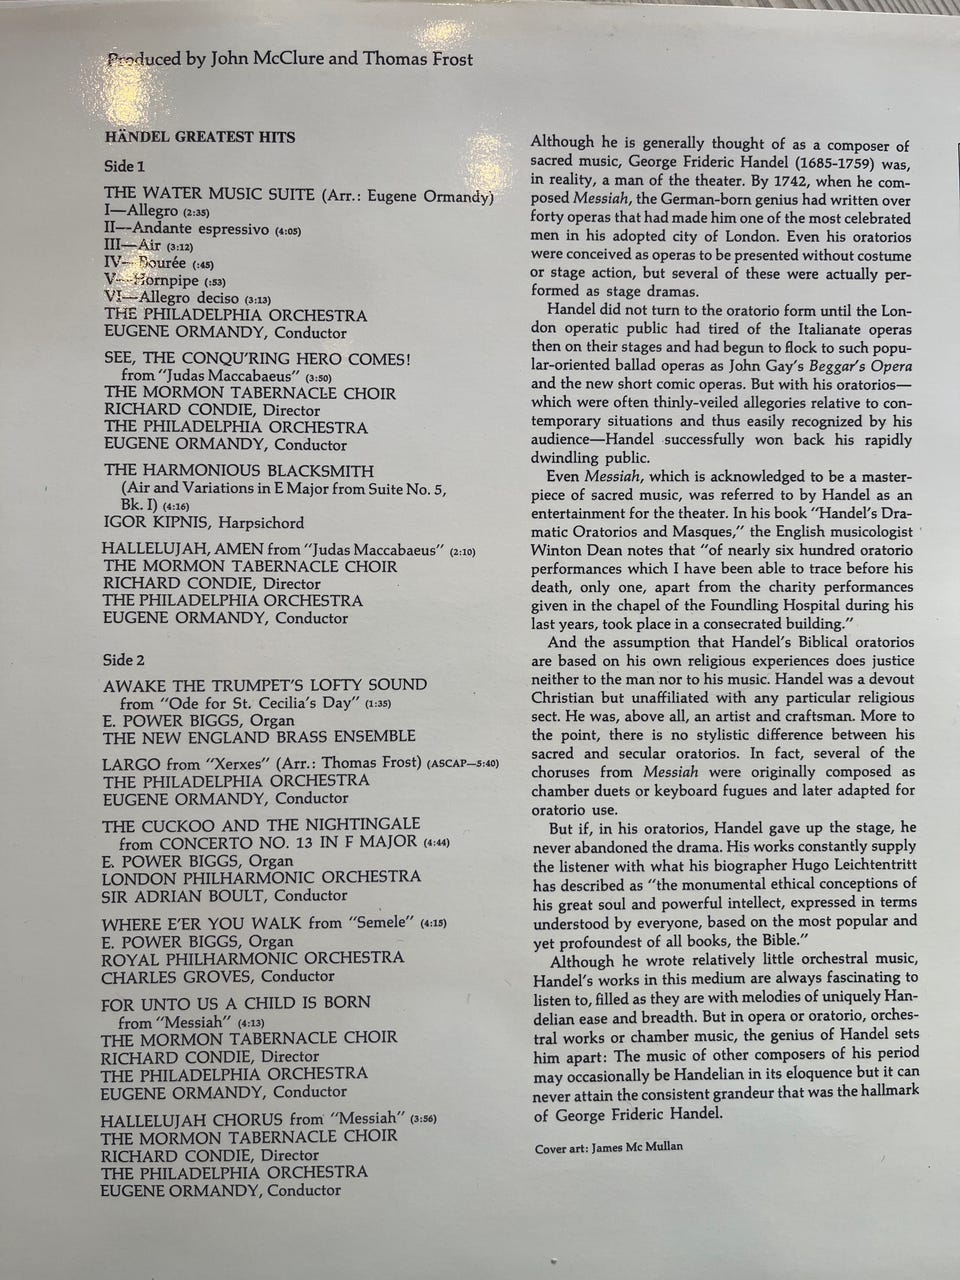 Produced by John McClure and Thomas Frost
HÄNDEL GREATEST HITS
Side 1
THE WATER MUSIC SUITE (Arr.: Eugene Ormandy)
I—Allegro (2:35)
II—Andante espressivo (4:05)
III—Air (3:12)
IV—Bourée (:45)
V—Hornpipe (:53)
VI—Allegro deciso (3:13)
THE PHILADELPHIA ORCHESTRA
EUGENE ORMANDY, Conductor
SEE, THE CONQU'RING HERO COMES!
from "Judas Maccabaeus" (3:50)
THE MORMON TABERNACLE CHOIR
RICHARD CONDIE, Director
THE PHILADELPHIA ORCHESTRA
EUGENE ORMANDY, Conductor
THE HARMONIOUS BLACKSMITH
(Air and Variations in E Major from Suite No. 5,
Bk. I) (4:16)
IGOR KIPNIS, Harpsichord
HALLELUJAH, AMEN from "Judas Maccabaeus" (2:10)
THE MORMON TABERNACLE CHOIR
RICHARD CONDIE, Director
THE PHILADELPHIA ORCHESTRA
EUGENE ORMANDY, Conductor
Side 2
AWAKE THE TRUMPET'S LOFTY SOUND
from "Ode for St. Cecilia's Day" (1:35)
E. POWER BIGGS, Organ
THE NEW ENGLAND BRASS ENSEMBLE
LARGO from "Xerxes" (Arr.: Thomas Frost) (ASCAP—5:40)
THE PHILADELPHIA ORCHESTRA
EUGENE ORMANDY, Conductor
THE CUCKOO AND THE NIGHTINGALE
from CONCERTO NO. 13 IN F MAJOR (4:44)
E. POWER BIGGS, Organ
LONDON PHILHARMONIC ORCHESTRA
SIR ADRIAN BOULT, Conductor
WHERE E'ER YOU WALK from "Semele" (4:15)
E. POWER BIGGS, Organ
ROYAL PHILHARMONIC ORCHESTRA
CHARLES GROVES, Conductor
FOR UNTO US A CHILD IS BORN
from "Messiah" (4:13)
THE MORMON TABERNACLE CHOIR
RICHARD CONDIE, Director
THE PHILADELPHIA ORCHESTRA
EUGENE ORMANDY, Conductor
HALLELUJAH CHORUS from "Messiah" (3:56)
THE MORMON TABERNACLE CHOIR
RICHARD CONDIE, Director
THE PHILADELPHIA ORCHESTRA
EUGENE ORMANDY, Conductor
Although he is generally thought of as a composer of
sacred music, George Frideric Handel (1685-1759) was,
in reality, a man of the theater. By 1742, when he com-
posed Messiah, the German-born genius had written over
forty operas that had made him one of the most celebrated
men in his adopted city of London. Even his oratorios
were conceived as operas to be presented without costume
or stage action, but several of these were actually per-
formed as stage dramas.
Handel did not turn to the oratorio form until the Lon-
don operatic public had tired of the Italianate operas
then on their stages and had begun to flock to such popu-
lar-oriented ballad operas as John Gay's Beggar's Opera
and the new short comic operas. But with his oratorios—
which were often thinly-veiled allegories relative to con-
temporary situations and thus easily recognized by his
audience—Handel successfully won back his rapidly
dwindling public.
Even Messiah, which is acknowledged to be a master-
piece of sacred music, was referred to by Handel as an
entertainment for the theater. In his book "Handel's Dra-
matic Oratorios and Masques," the English musicologist
Winton Dean notes that "of nearly six hundred oratorio
performances which I have been able to trace before his
death, only one, apart from the charity performances
given in the chapel of the Foundling Hospital during his
last years, took place in a consecrated building."
And the assumption that Handel's Biblical oratorios
are based on his own religious experiences does justice
neither to the man nor to his music. Handel was a devout
Christian but unaffiliated with any particular religious
sect. He was, above all, an artist and craftsman. More to
the point, there is no stylistic difference between his
sacred and secular oratorios. In fact, several of the
choruses from Messiah were originally composed as
chamber duets or keyboard fugues and later adapted for
oratorio use.
But if, in his oratorios, Handel gave up the stage, he
never abandoned the drama. His works constantly supply
the listener with what his biographer Hugo Leichtentritt
has described as "the monumental ethical conceptions of
his great soul and powerful intellect, expressed in terms
understood by everyone, based on the most popular and
yet profoundest of all books, the Bible."
Although he wrote relatively little orchestral music,
Handel's works in this medium are always fascinating to
listen to, filled as they are with melodies of uniquely Han-
delian ease and breadth. But in opera or oratorio, orches-
tral works or chamber music, the genius of Handel sets
him apart: The music of other composers of his period
may occasionally be Handelian in its eloquence but it can
never attain the consistent grandeur that was the hallmark
of George Frideric Handel.
Cover art: James Mc Mullan